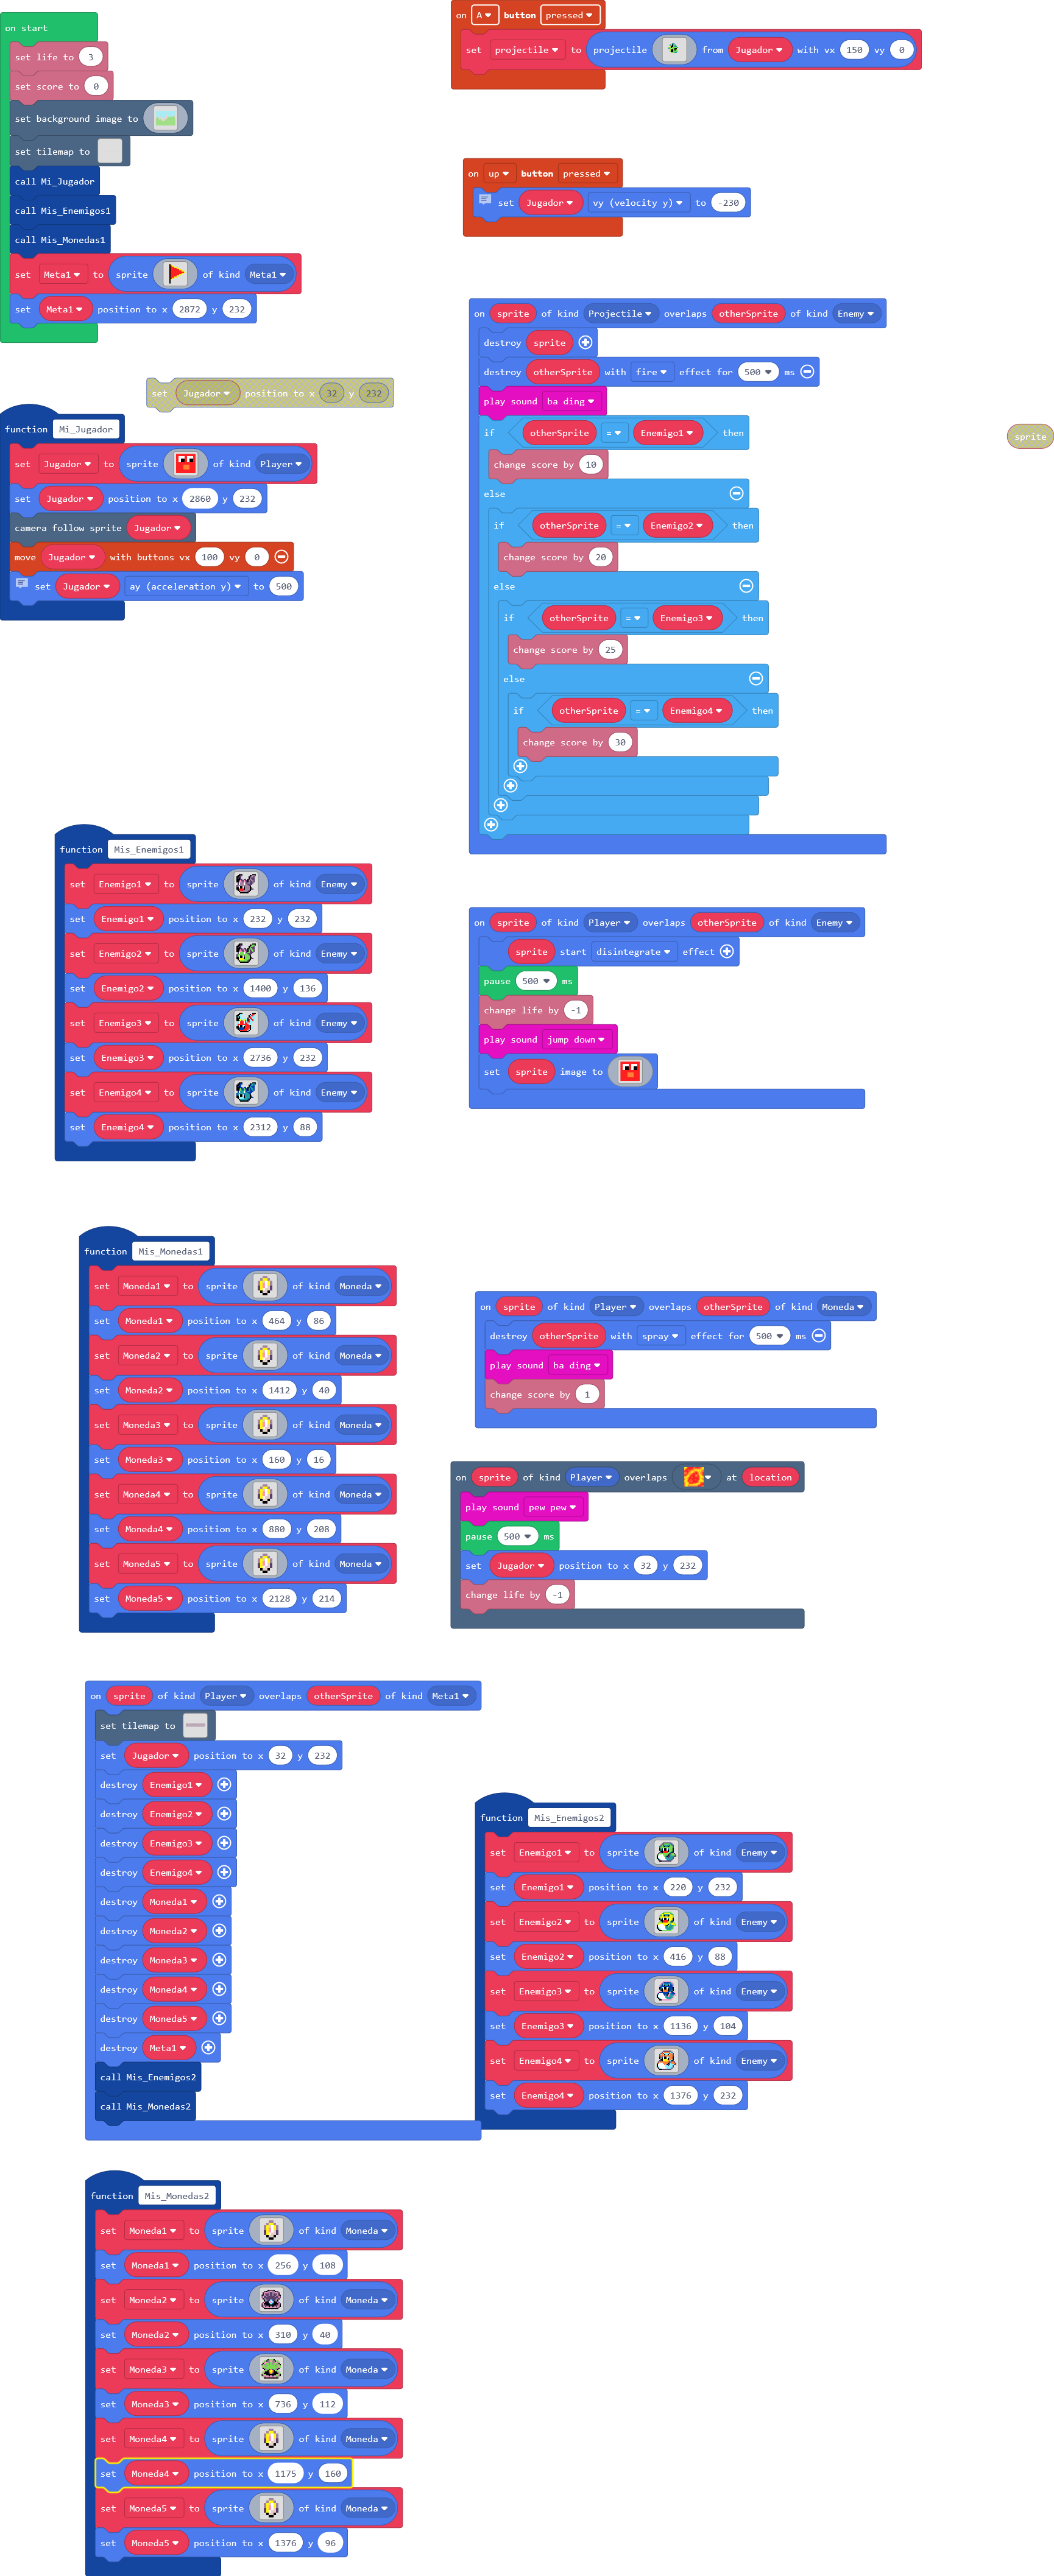 on start
set life to 3
set score to 0
set background image to
set tilemap to
call Mi_Jugador
call Mis_Enemigos1
call Mis_Monedas1
set Meta1 to sprite of kind Meta1
set Meta1 position to x 2872 y 232
set Jugador position to x 32 y 232
function Mi_Jugador
set Jugador to sprite of kind Player
set Jugador position to x 2860 y 232
camera follow sprite Jugador
move Jugador with buttons vx 100 vy 0
set Jugador ay (acceleration y) to 500
function Mis_Enemigos1
set Enemigo1 to sprite of kind Enemy
set Enemigo1 position to x 232 y 232
set Enemigo2 to sprite of kind Enemy
set Enemigo2 position to x 1400 y 136
set Enemigo3 to sprite of kind Enemy
set Enemigo3 position to x 2736 y 232
set Enemigo4 to sprite of kind Enemy
set Enemigo4 position to x 2312 y 88
function Mis_Monedas1
set Moneda1 to sprite of kind Moneda
set Moneda1 position to x 464 y 86
set Moneda2 to sprite of kind Moneda
set Moneda2 position to x 1412 y 40
set Moneda3 to sprite of kind Moneda
set Moneda3 position to x 160 y 16
set Moneda4 to sprite of kind Moneda
set Moneda4 position to x 880 y 208
set Moneda5 to sprite of kind Moneda
set Moneda5 position to x 2128 y 214
on A button pressed
set projectile to projectile from Jugador with vx 150 vy 0
on up button pressed
set Jugador vy (velocity y) to -230
on sprite of kind Projectile overlaps otherSprite of kind Enemy
destroy sprite
destroy otherSprite with fire effect for 500 ms
play sound ba ding
if otherSprite = Enemigo1 then
change score by 10
else
if otherSprite = Enemigo2 then
change score by 20
else
if otherSprite = Enemigo3 then
change score by 25
else
if otherSprite = Enemigo4 then
change score by 30
sprite
on sprite of kind Player overlaps otherSprite of kind Enemy
sprite start disintegrate effect
pause 500 ms
change life by -1
play sound jump down
set sprite image to
on sprite of kind Player overlaps otherSprite of kind Moneda
destroy otherSprite with spray effect for 500 ms
play sound ba ding
change score by 1
on sprite of kind Player overlaps at location
play sound pew pew
pause 500 ms
set Jugador position to x 32 y 232
change life by -1
on sprite of kind Player overlaps otherSprite of kind Meta1
set tilemap to
set Jugador position to x 32 y 232
destroy Enemigo1
destroy Enemigo2
destroy Enemigo3
destroy Enemigo4
destroy Moneda1
destroy Moneda2
destroy Moneda3
destroy Moneda4
destroy Moneda5
destroy Meta1
call Mis_Enemigos2
call Mis_Monedas2
function Mis_Enemigos2
set Enemigo1 to sprite of kind Enemy
set Enemigo1 position to x 220 y 232
set Enemigo2 to sprite of kind Enemy
set Enemigo2 position to x 416 y 88
set Enemigo3 to sprite of kind Enemy
set Enemigo3 position to x 1136 y 104
set Enemigo4 to sprite of kind Enemy
set Enemigo4 position to x 1376 y 232
function Mis_Monedas2
set Moneda1 to sprite of kind Moneda
set Moneda1 position to x 256 y 108
set Moneda2 to sprite of kind Moneda
set Moneda2 position to x 310 y 40
set Moneda3 to sprite of kind Moneda
set Moneda3 position to x 736 y 112
set Moneda4 to sprite of kind Moneda
set Moneda4 position to x 1175 y 160
set Moneda5 to sprite of kind Moneda
set Moneda5 position to x 1376 y 96